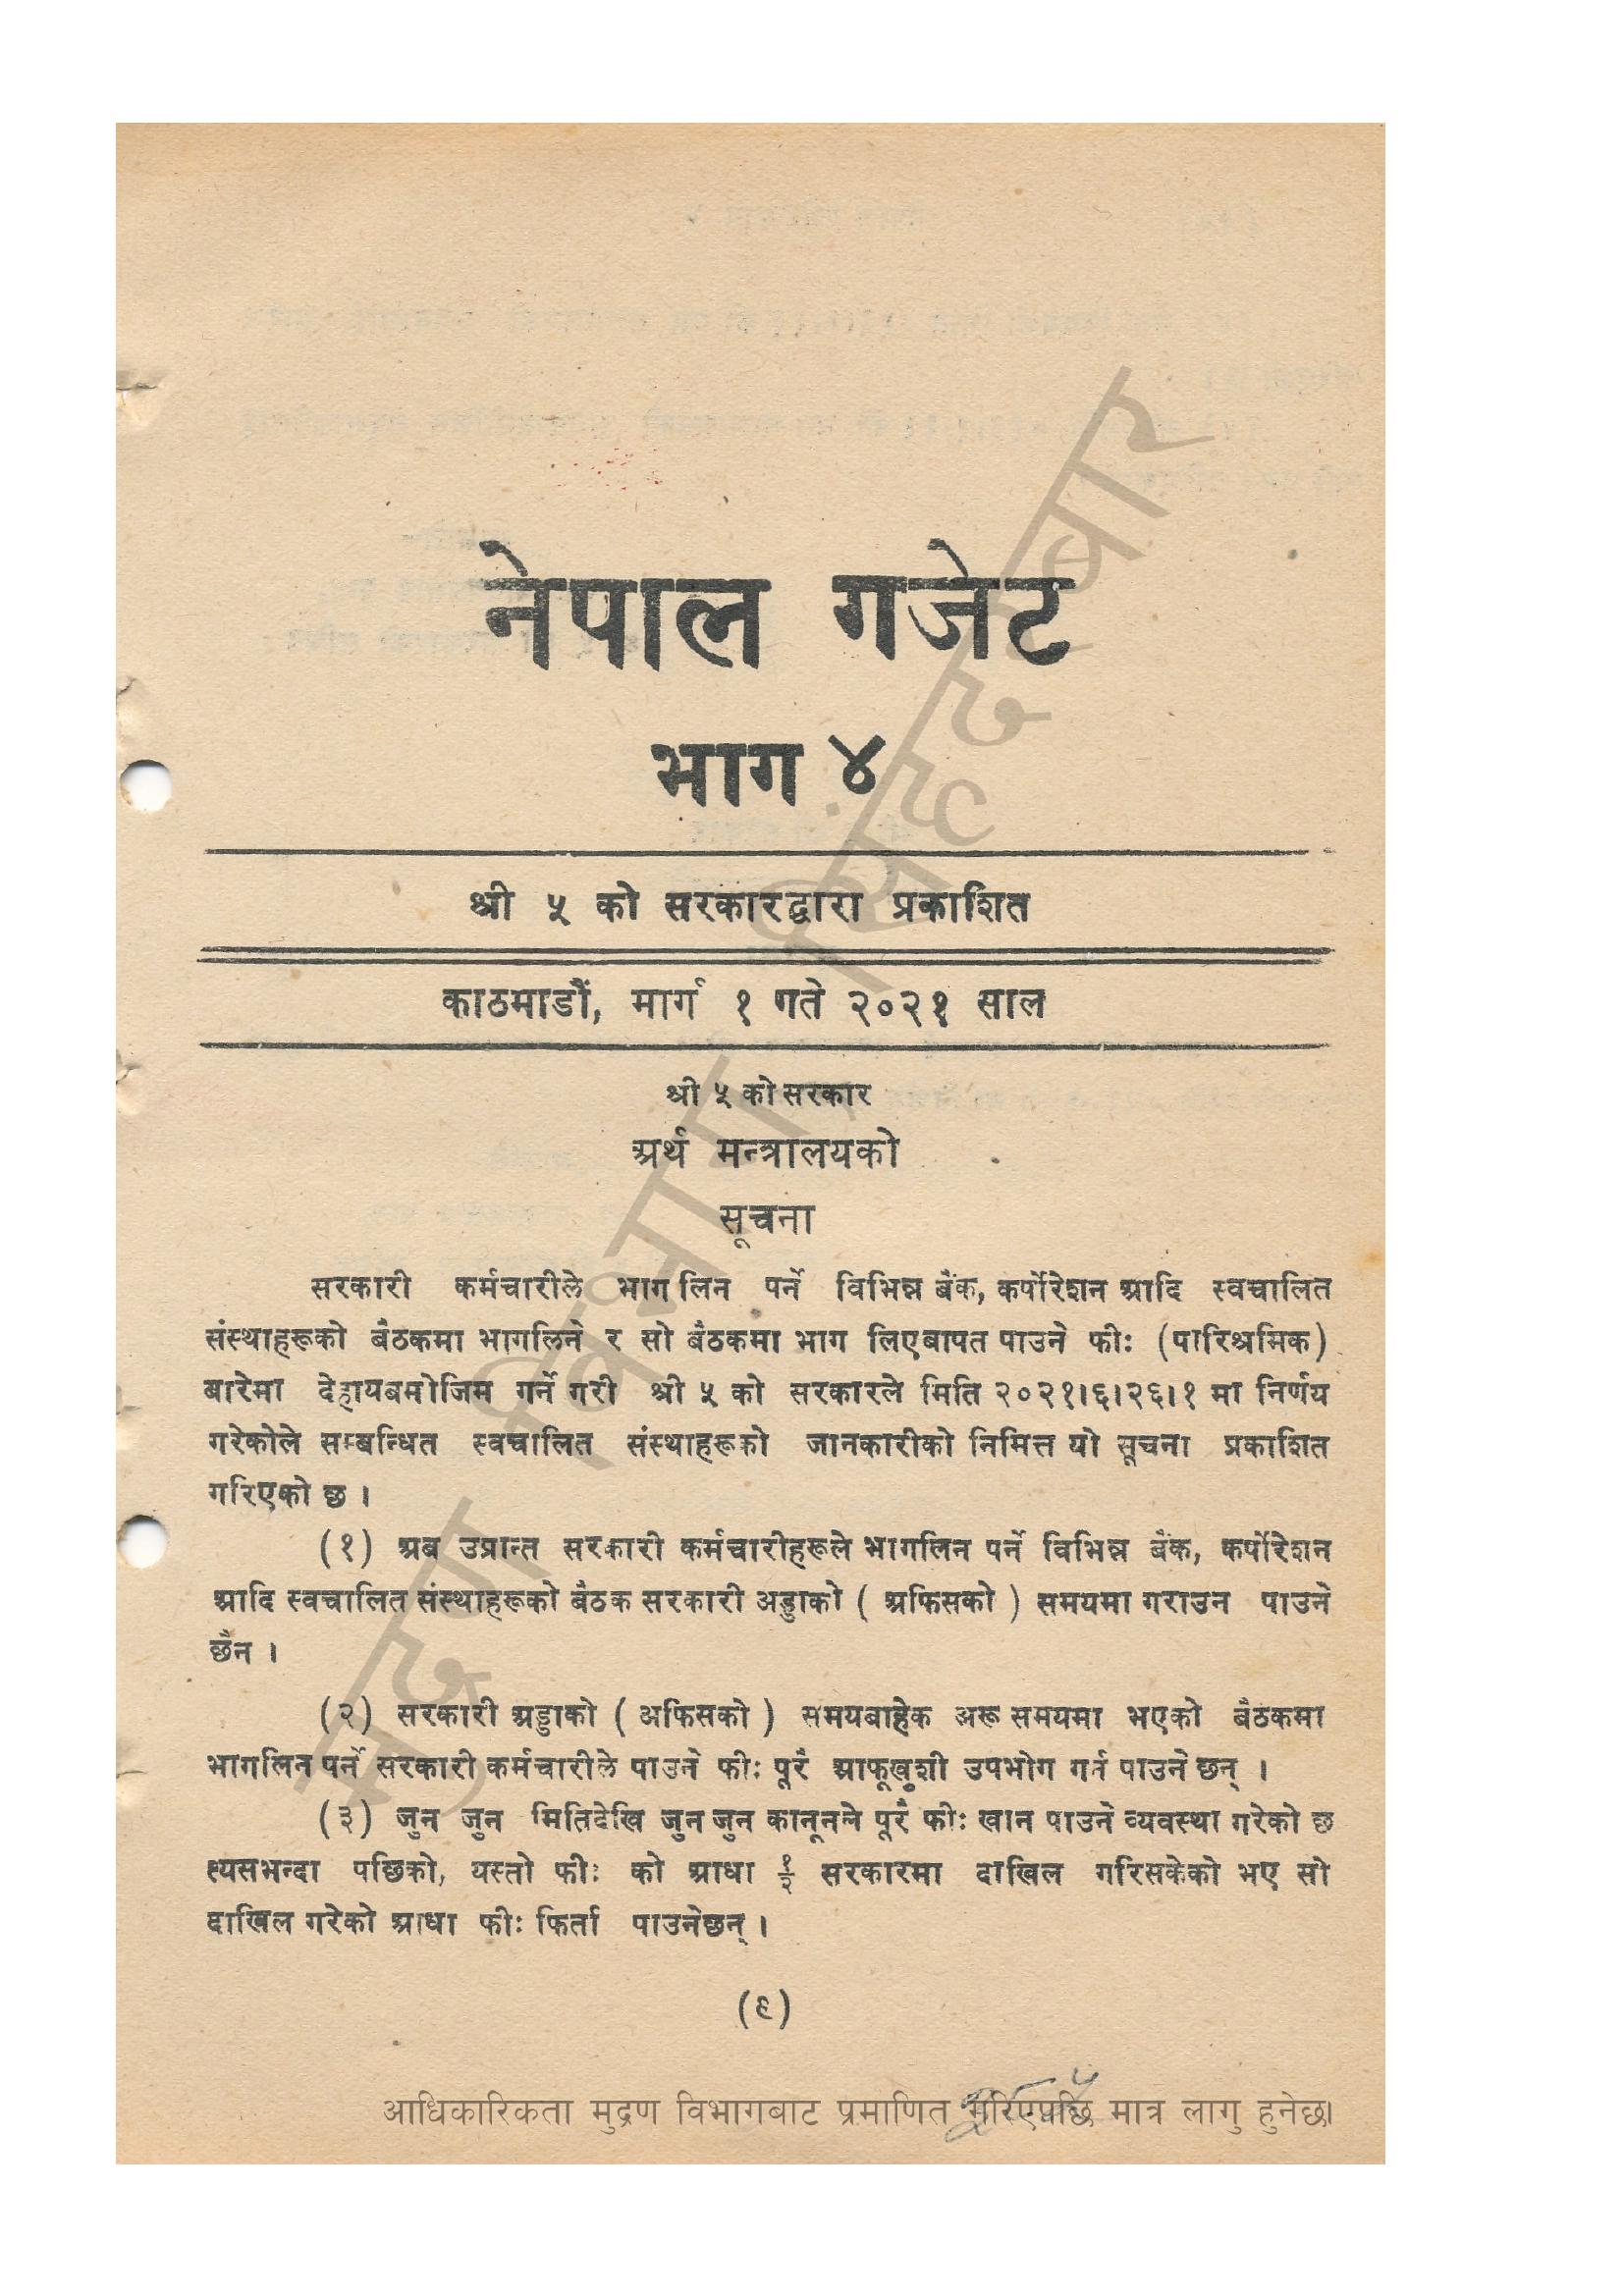 नेपाल गजेट
भाग ४
श्री ५ को सरकारद्वारा प्रकाशित
काठमाडौं, मार्ग १ गते २०२१ साल
श्री ५ को सरकार
अर्थ मन्त्रालयको
सूचना
सरकारी कर्मचारीले भाग लिन पर्ने विभिन्न बैंक, कर्पोरेशन आदि स्वचालित
संस्थाहरूको बैठकमा भागलिने र सो बैठकमा भाग लिएबापत पाउने फीः (पारिश्रमिक)
बारेमा देहायबमोजिम गर्ने गरी श्री ५ को सरकारले मिति २०२१।६।२६।१ मा निर्णय
गरेकोले सम्बन्धित स्वचालित संस्थाहरूको जानकारीको निमित्त यो सूचना प्रकाशित
गरिएको छ ।
(१) अब उप्रान्त सरकारी कर्मचारीहरूले भागलिन पर्ने विभिन्न बैंक, कर्पोरेशन
आदि स्वचालित संस्थाहरूको बैठक सरकारी अड्डाको ( अफिसको ) समयमा गराउन पाउने
छैन ।
(२) सरकारी अड्डाको ( अफिसको ) समयबाहेक अरू समयमा भएको बैठकमा
भागलिन पर्ने सरकारी कर्मचारीले पाउने फीः पूरै आफूखुशी उपभोग गर्न पाउने छन् ।
(३) जुन जुन मितिदेखि जुन जुन कानूनले पूरै फीः खान पाउने व्यवस्था गरेको छ
त्यसभन्दा पछिको, यस्तो फीः को आधा १/२ सरकारमा दाखिल गरिसकेको भए सो
दाखिल गरेको आधा फीः फिर्ता पाउनेछन् ।
(९)
आधिकारिकता मुद्रण विभागबाट प्रमाणित गरिएपछि मात्र लागु हुनेछ।
मुद्रण विभाग, सिंहदरबार